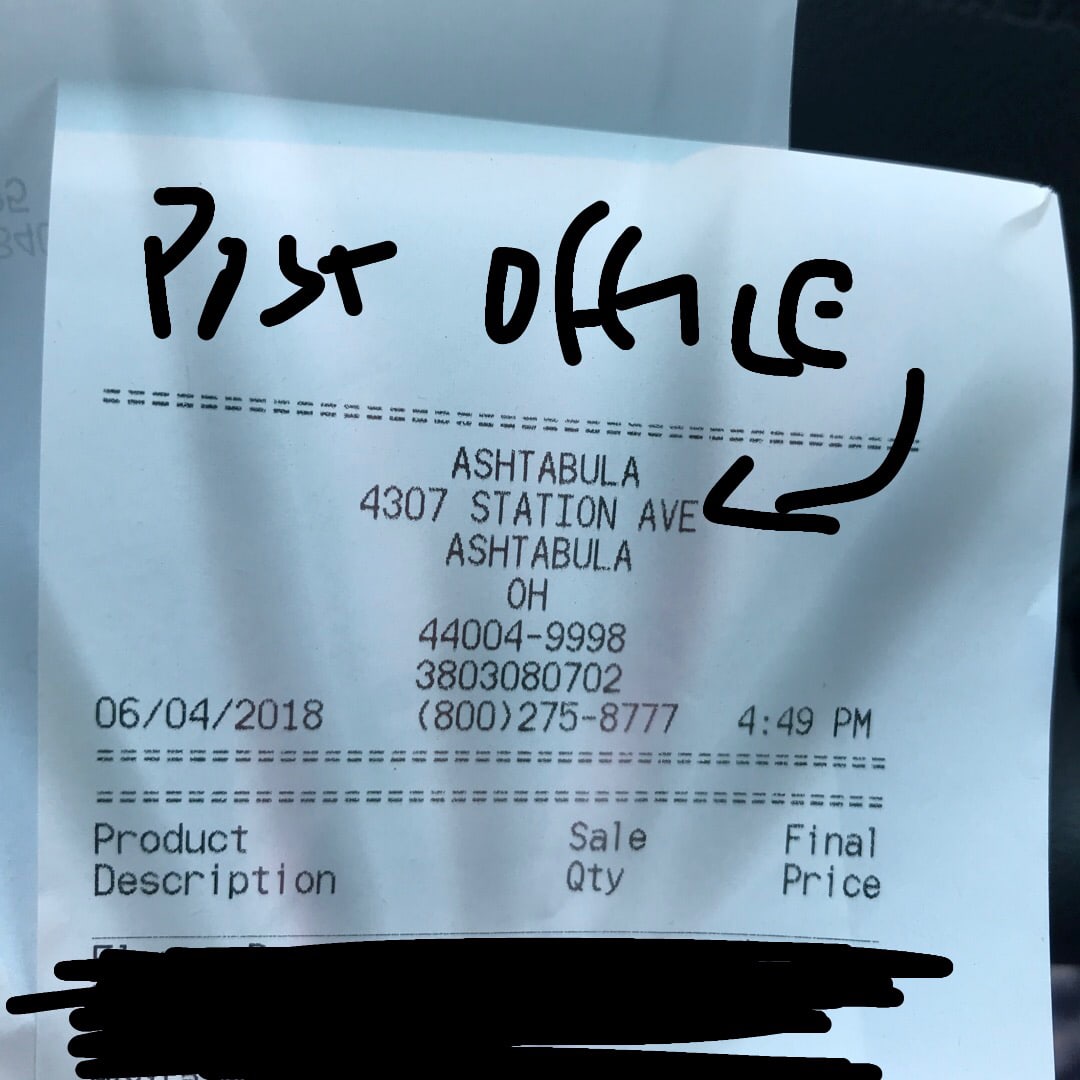 Post office
ASHTABULA
4307 STATION AVE
ASHTABULA
OH
44004-9998
3803080702
06/04/2018 (800)275-8777 4:49 PM
Product Sale Final
Description Qty Price